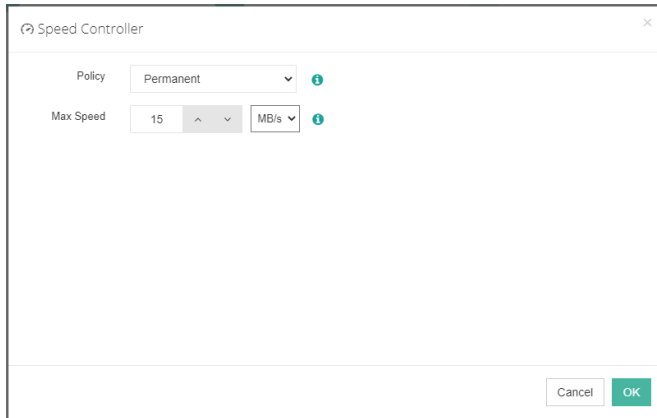 Speed Controller
Policy Permanent
Max Speed 15 MB/s
Cancel OK